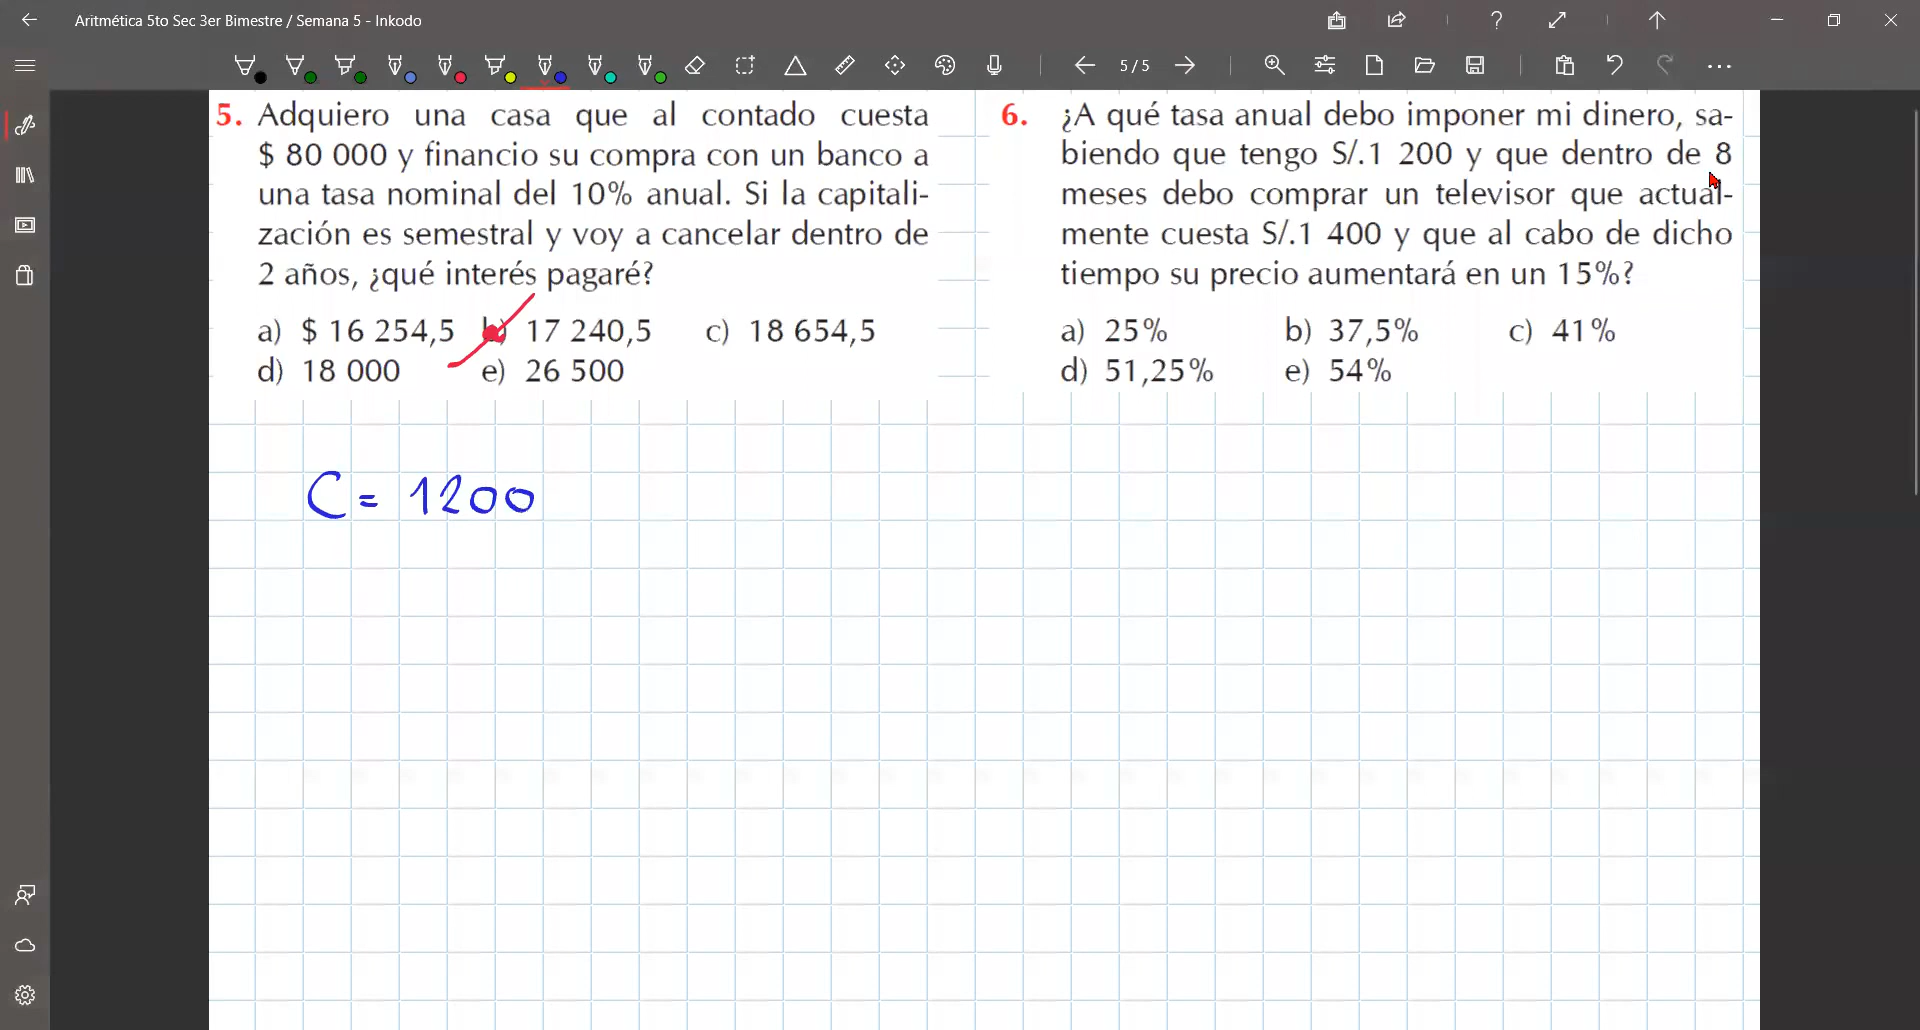 Aritmética 5to Sec 3er Bimestre / Semana 5 - Inkodo
5 / 5
5. Adquiero una casa que al contado cuesta
$ 80 000 y financio su compra con un banco a
una tasa nominal del 10% anual. Si la capitali-
zación es semestral y voy a cancelar dentro de
2 años, ¿qué interés pagaré?
a) $ 16 254,5 b) 17 240,5 c) 18 654,5
d) 18 000 e) 26 500
6. ¿A qué tasa anual debo imponer mi dinero, sa-
biendo que tengo S/.1 200 y que dentro de 8
meses debo comprar un televisor que actual-
mente cuesta S/.1 400 y que al cabo de dicho
tiempo su precio aumentará en un 15%?
a) 25% b) 37,5% c) 41%
d) 51,25% e) 54%
C = 1200